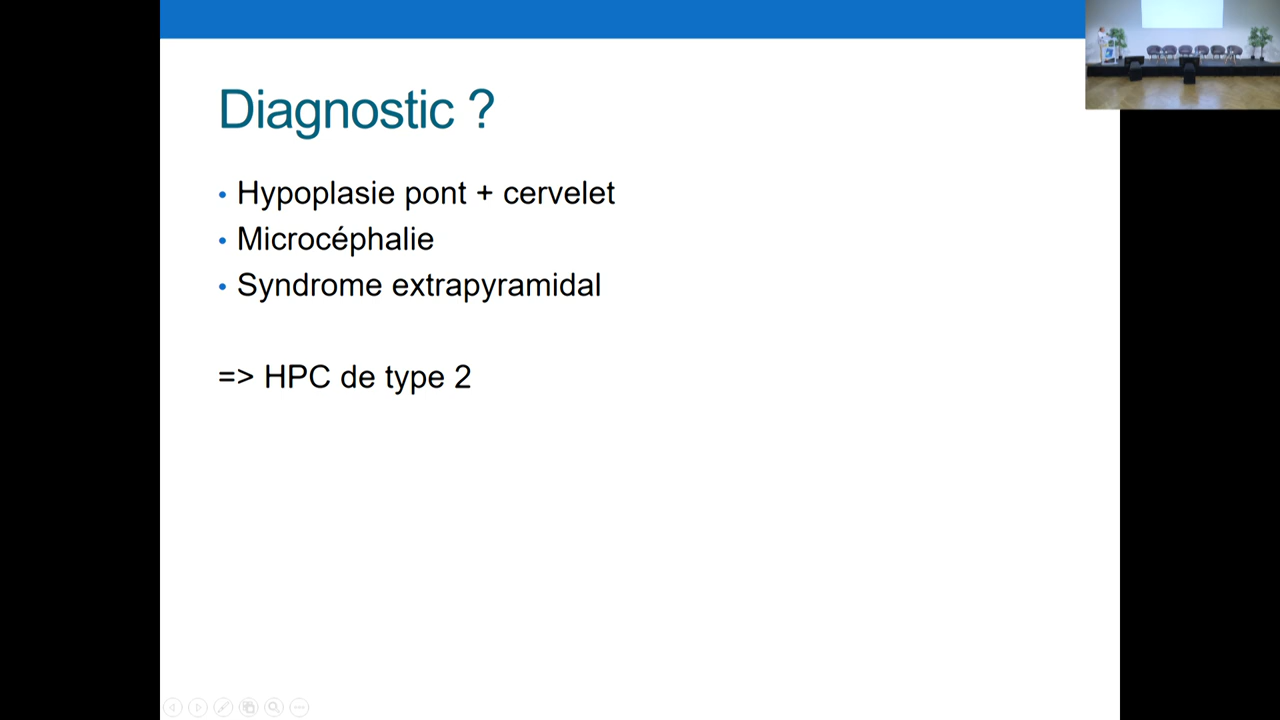 Diagnostic ?
• Hypoplasie pont + cervelet
• Microcéphalie
• Syndrome extrapyramidal
=> HPC de type 2